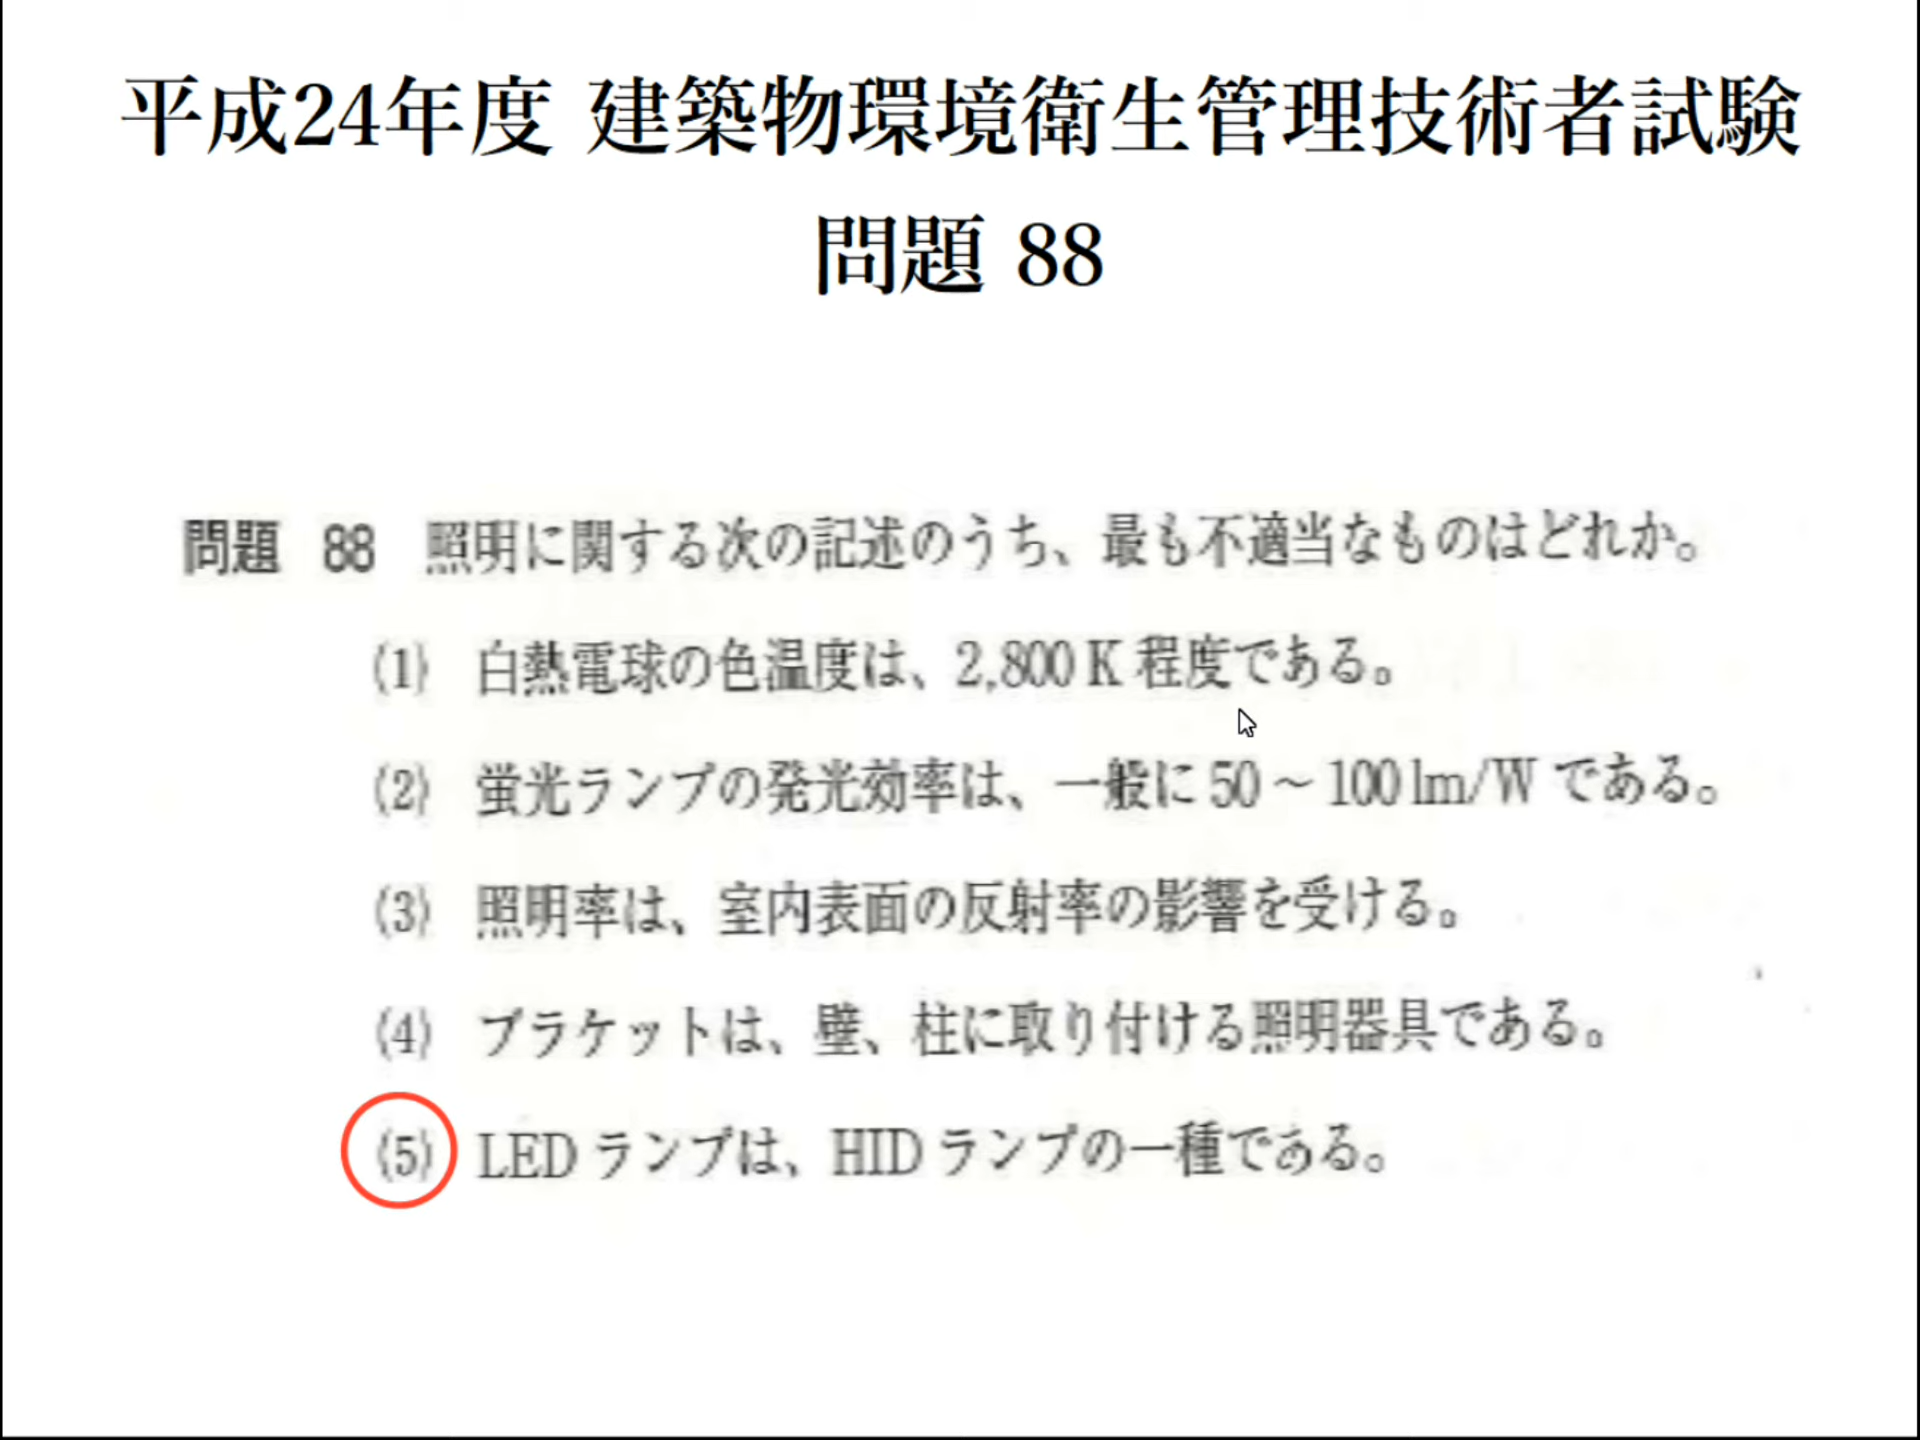 平成24年度 建築物環境衛生管理技術者試験
問題 88
問題 88 照明に関する次の記述のうち、最も不適当なものはどれか。
(1) 白熱電球の色温度は、2,800 K 程度である。
(2) 蛍光ランプの発光効率は、一般に 50 ～ 100 lm/W である。
(3) 照明率は、室内表面の反射率の影響を受ける。
(4) ブラケットは、壁、柱に取り付ける照明器具である。
(5) LED ランプは、HID ランプの一種である。